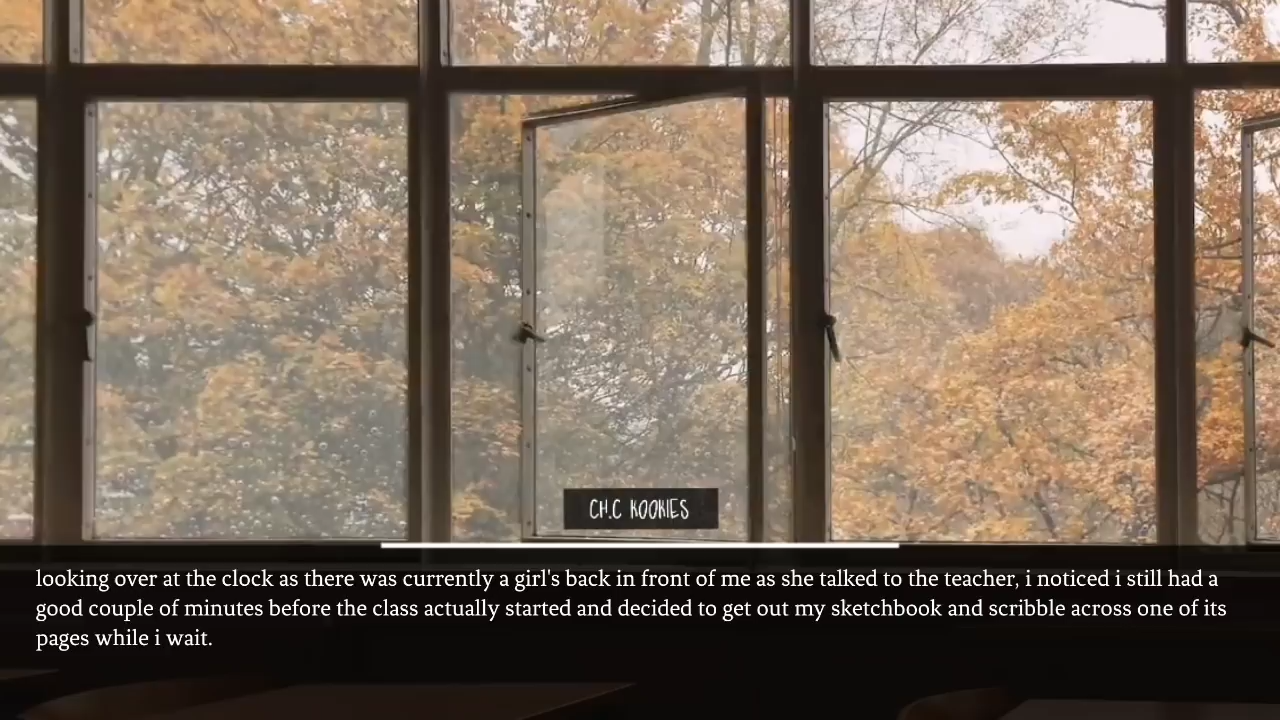 CH.C KOOKIES
looking over at the clock as there was currently a girl's back in front of me as she talked to the teacher, i noticed i still had a
good couple of minutes before the class actually started and decided to get out my sketchbook and scribble across one of its
pages while i wait.